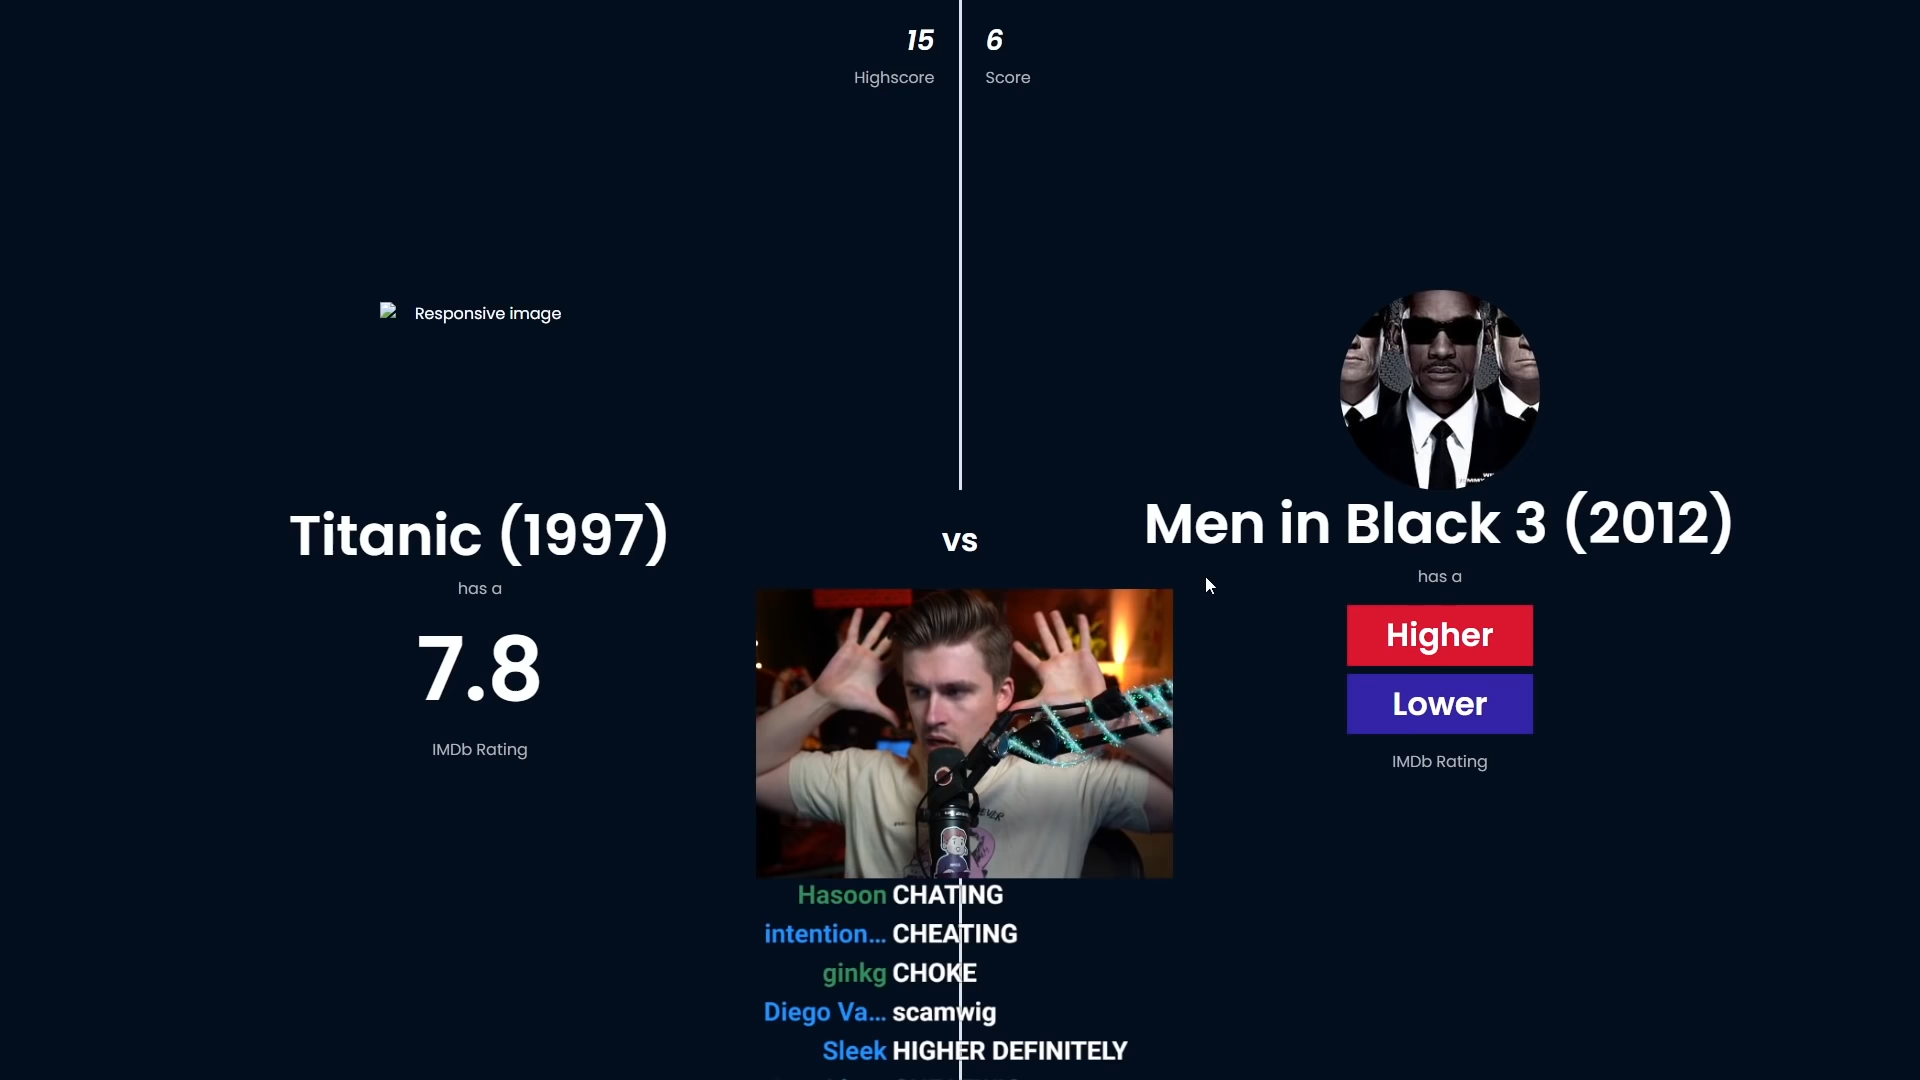 15
Highscore
6
Score
Responsive image
Titanic (1997)
has a
7.8
IMDb Rating
VS
Men in Black 3 (2012)
has a
Higher
Lower
IMDb Rating
Hasoon CHATING
intention... CHEATING
ginkg CHOKE
Diego Va... scamwig
Sleek HIGHER DEFINITELY